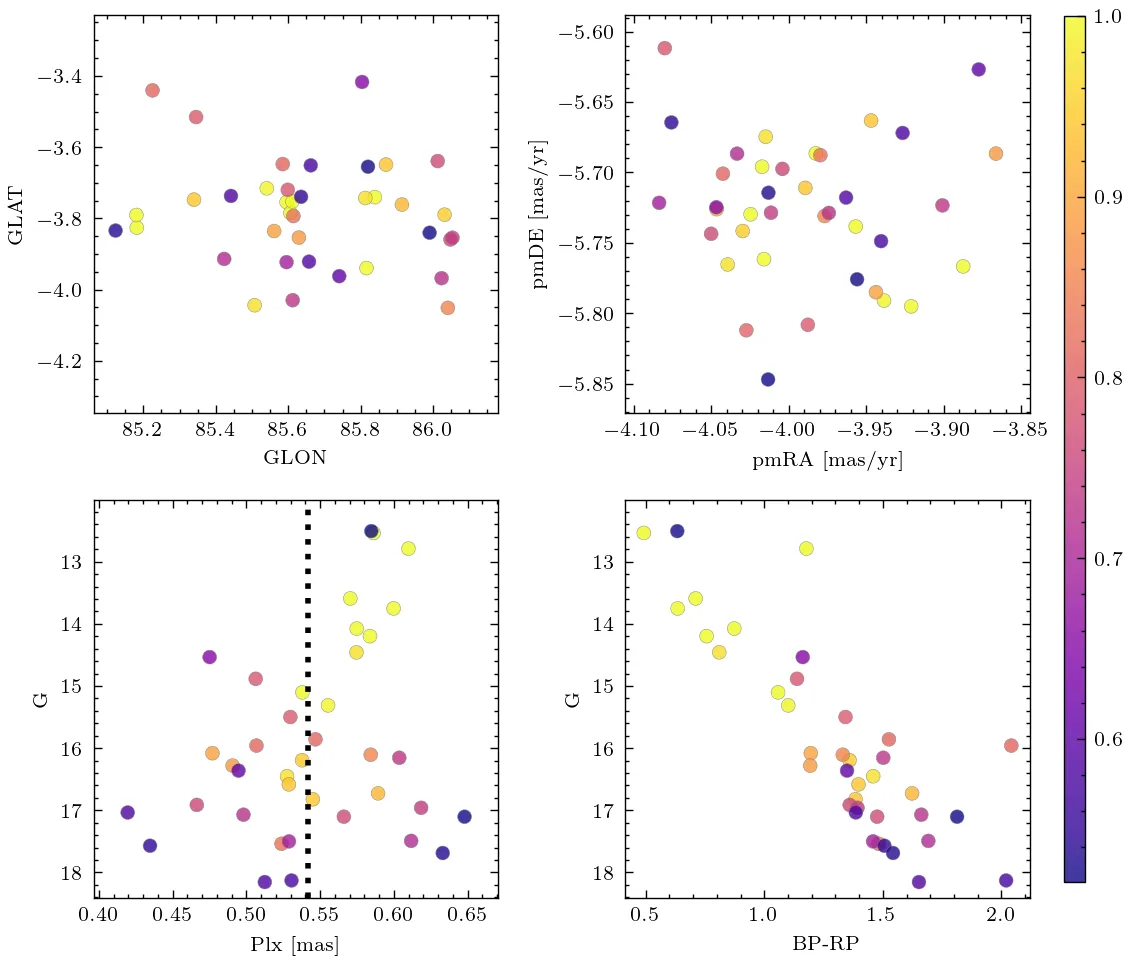 −3.4
−3.6
−3.8
−4.0
−4.2
GLAT
85.2 85.4 85.6 85.8 86.0
GLON
−5.60
−5.65
−5.70
−5.75
−5.80
−5.85
pmDE [mas/yr]
−4.10 −4.05 −4.00 −3.95 −3.90 −3.85
pmRA [mas/yr]
13
14
15
16
17
18
G
0.40 0.45 0.50 0.55 0.60 0.65
Plx [mas]
13
14
15
16
17
18
G
0.5 1.0 1.5 2.0
BP-RP
1.0
0.9
0.8
0.7
0.6